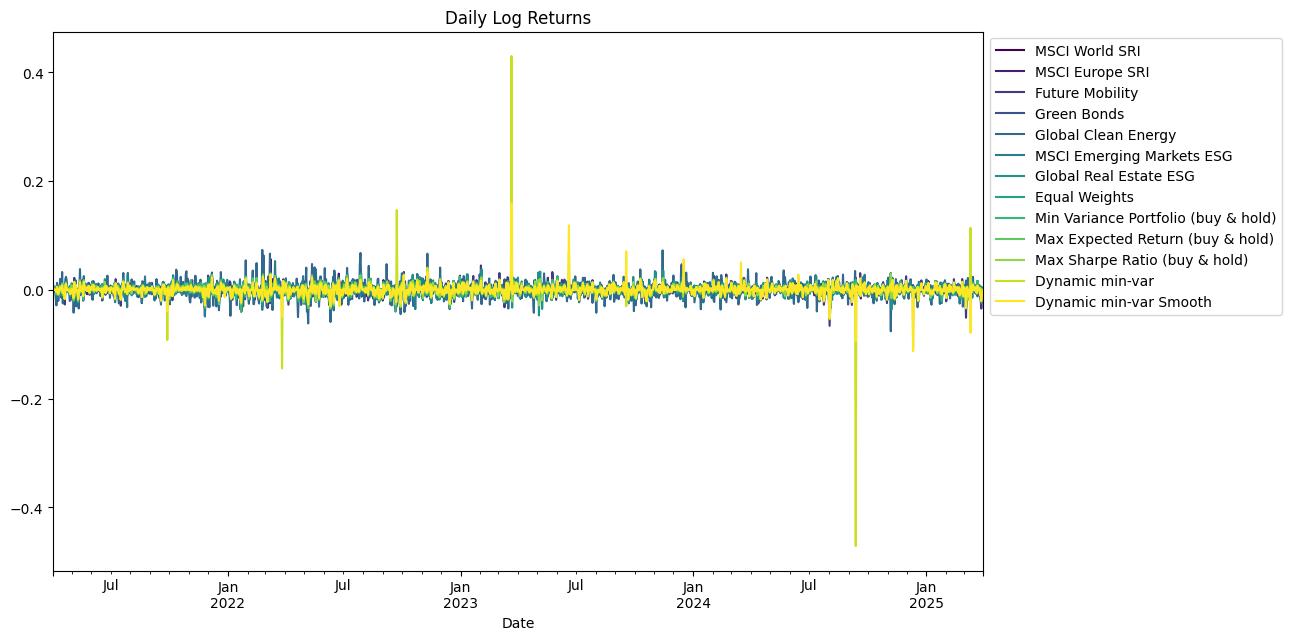 Daily Log Returns
0.4
0.2
0.0
−0.2
−0.4
Jul
Jan
2022
Jul
Jan
2023
Jul
Jan
2024
Jul
Jan
2025
Date
MSCI World SRI
MSCI Europe SRI
Future Mobility
Green Bonds
Global Clean Energy
MSCI Emerging Markets ESG
Global Real Estate ESG
Equal Weights
Min Variance Portfolio (buy & hold)
Max Expected Return (buy & hold)
Max Sharpe Ratio (buy & hold)
Dynamic min-var
Dynamic min-var Smooth